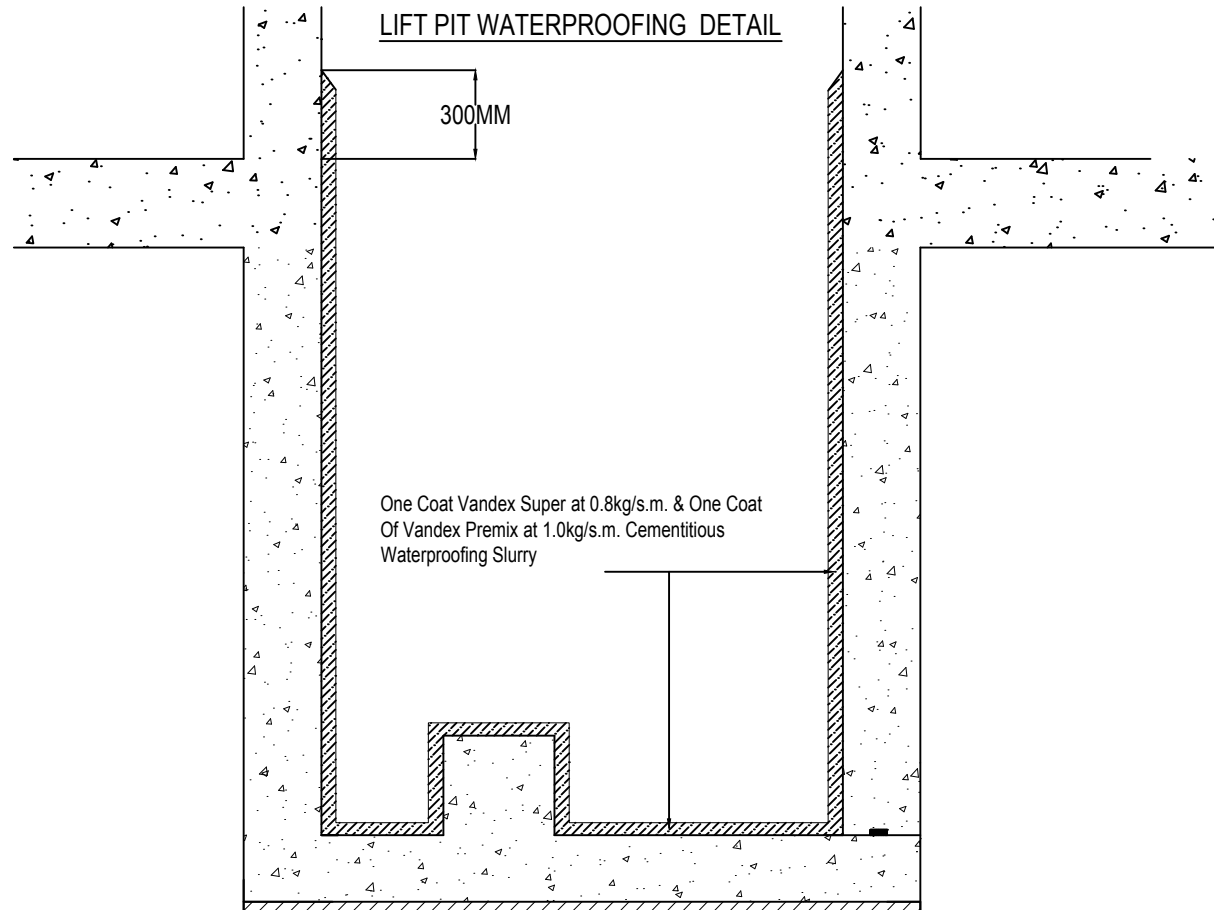 LIFT PIT WATERPROOFING DETAIL
300MM
One Coat Vandex Super at 0.8kg/s.m. & One Coat
Of Vandex Premix at 1.0kg/s.m. Cementitious
Waterproofing Slurry